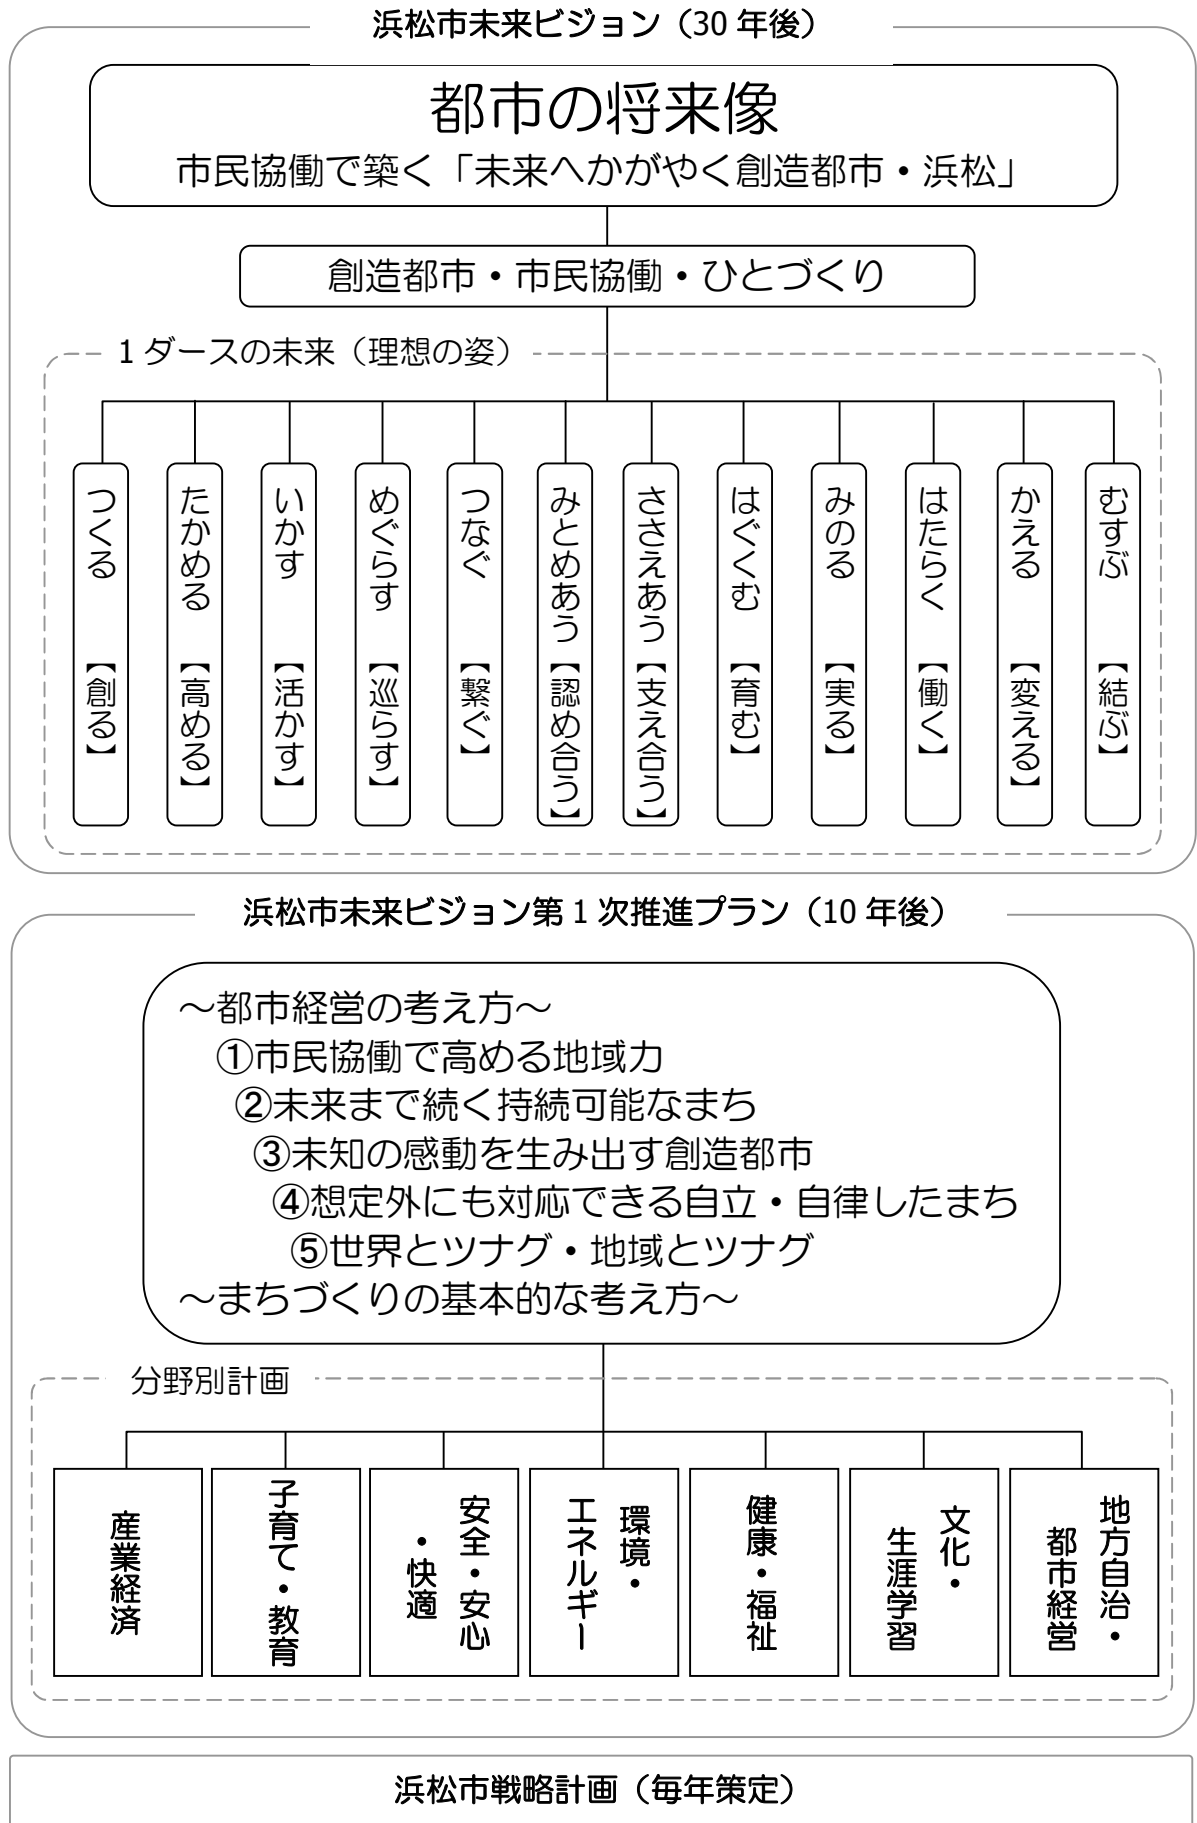 浜松市未来ビジョン（30 年後）
都市の将来像
市民協働で築く「未来へかがやく創造都市・浜松」
創造都市・市民協働・ひとづくり
1 ダースの未来（理想の姿）
つくる　【創る】
たかめる　【高める】
いかす　【活かす】
めぐらす　【巡らす】
つなぐ　【繋ぐ】
みとめあう【認め合う】
ささえあう【支え合う】
はぐくむ　【育む】
みのる　【実る】
はたらく　【働く】
かえる　【変える】
むすぶ　【結ぶ】
浜松市未来ビジョン第 1 次推進プラン（10 年後）
～都市経営の考え方～
①市民協働で高める地域力
②未来まで続く持続可能なまち
③未知の感動を生み出す創造都市
④想定外にも対応できる自立・自律したまち
⑤世界とツナグ・地域とツナグ
～まちづくりの基本的な考え方～
分野別計画
産業経済
子育て・教育
安全・安心
・快適
環境・
エネルギー
健康・福祉
文化・
生涯学習
地方自治・
都市経営
浜松市戦略計画（毎年策定）